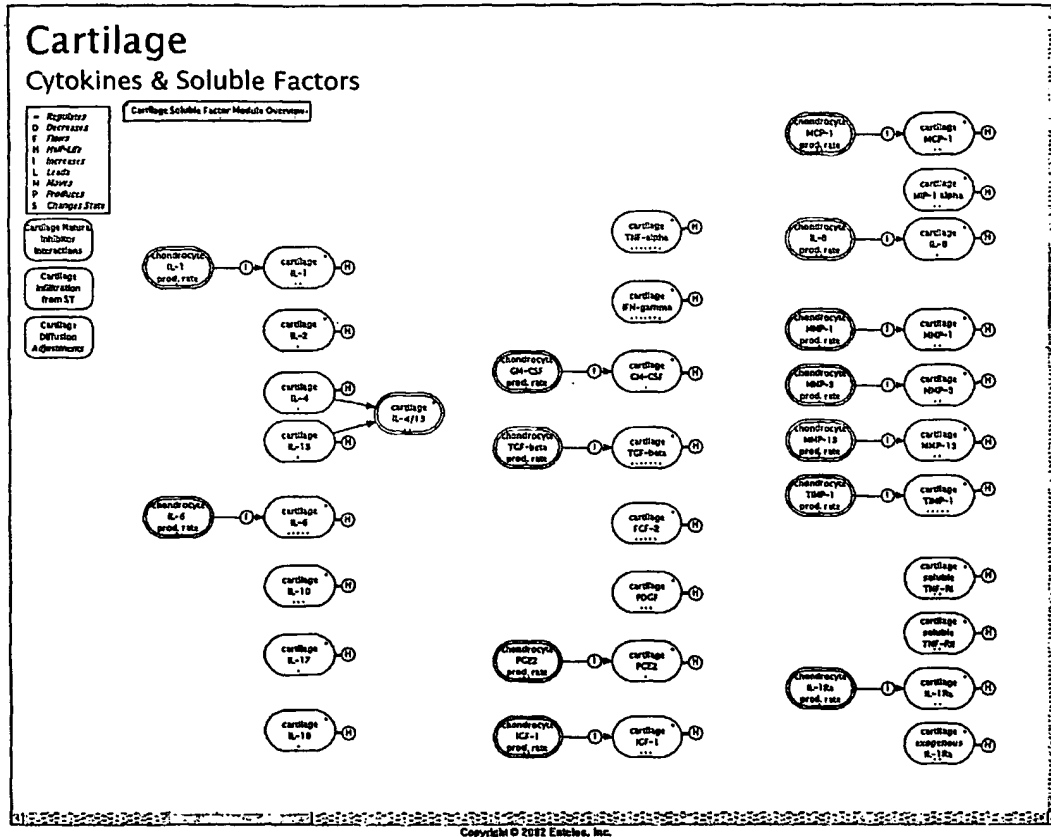 Cartilage
Cytokines & Soluble Factors
Cartilage Soluble Factor Module Overview
= Regulates
D Decreases
F Flows
H Half-Life
I Increases
L Leads
M Moves
P Produces
S Changes State
Cartilage Natural
Inhibitor
Interactions
Cartilage
Infiltration
from ST
Cartilage
Diffusion
Adjustments
chondrocyte
IL-1
prod. rate
I
cartilage
IL-1
H
cartilage
IL-2
H
cartilage
IL-4
H
cartilage
IL-13
H
cartilage
IL-4/13
chondrocyte
IL-6
prod. rate
I
cartilage
IL-6
H
cartilage
IL-10
H
cartilage
IL-17
H
cartilage
IL-18
H
cartilage
TNF-alpha
H
cartilage
IFN-gamma
H
chondrocyte
GM-CSF
prod. rate
I
cartilage
GM-CSF
H
chondrocyte
TGF-beta
prod. rate
I
cartilage
TGF-beta
H
cartilage
FGF-2
H
cartilage
PDGF
H
chondrocyte
PGE2
prod. rate
I
cartilage
PGE2
H
chondrocyte
IGF-1
prod. rate
I
cartilage
IGF-1
H
chondrocyte
MCP-1
prod. rate
I
cartilage
MCP-1
H
cartilage
MIP-1 alpha
H
chondrocyte
IL-8
prod. rate
I
cartilage
IL-8
H
chondrocyte
MMP-1
prod. rate
I
cartilage
MMP-1
H
chondrocyte
MMP-3
prod. rate
I
cartilage
MMP-3
H
chondrocyte
MMP-13
prod. rate
I
cartilage
MMP-13
H
chondrocyte
TIMP-1
prod. rate
I
cartilage
TIMP-1
H
cartilage
soluble
TNF-RI
H
cartilage
soluble
TNF-RII
H
chondrocyte
IL-1Ra
prod. rate
I
cartilage
IL-1Ra
H
cartilage
exogenous
IL-1Ra
H
Copyright © 2002 Entelos, Inc.